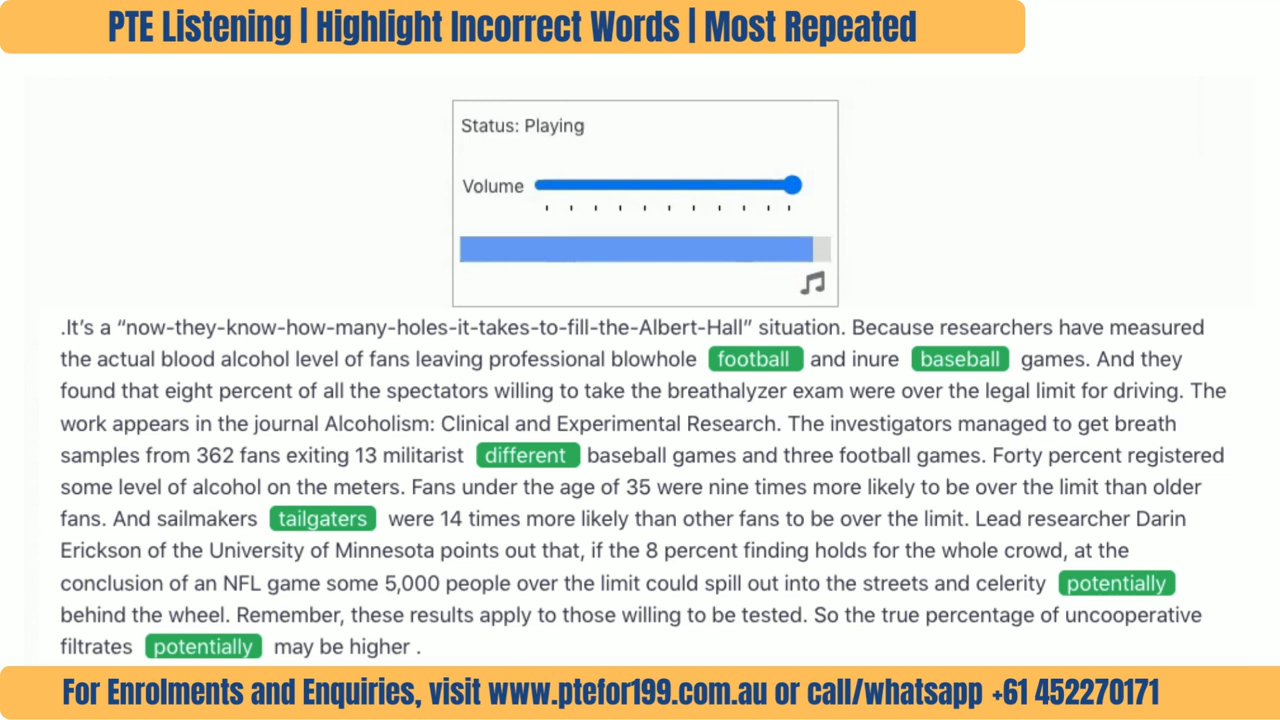 PTE Listening | Highlight Incorrect Words | Most Repeated
Status: Playing
Volume
.It's a “now-they-know-how-many-holes-it-takes-to-fill-the-Albert-Hall” situation. Because researchers have measured
the actual blood alcohol level of fans leaving professional blowhole football and inure baseball games. And they
found that eight percent of all the spectators willing to take the breathalyzer exam were over the legal limit for driving. The
work appears in the journal Alcoholism: Clinical and Experimental Research. The investigators managed to get breath
samples from 362 fans exiting 13 militarist different baseball games and three football games. Forty percent registered
some level of alcohol on the meters. Fans under the age of 35 were nine times more likely to be over the limit than older
fans. And sailmakers tailgaters were 14 times more likely than other fans to be over the limit. Lead researcher Darin
Erickson of the University of Minnesota points out that, if the 8 percent finding holds for the whole crowd, at the
conclusion of an NFL game some 5,000 people over the limit could spill out into the streets and celerity potentially
behind the wheel. Remember, these results apply to those willing to be tested. So the true percentage of uncooperative
filtrates potentially may be higher .
For Enrolments and Enquiries, visit www.ptefor199.com.au or call/whatsapp +61 452270171